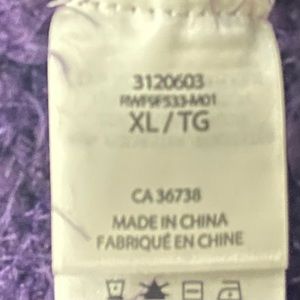 3120603
RWF9F533-M01
XL / TG
CA 36738
MADE IN CHINA
FABRIQUÉ EN CHINE